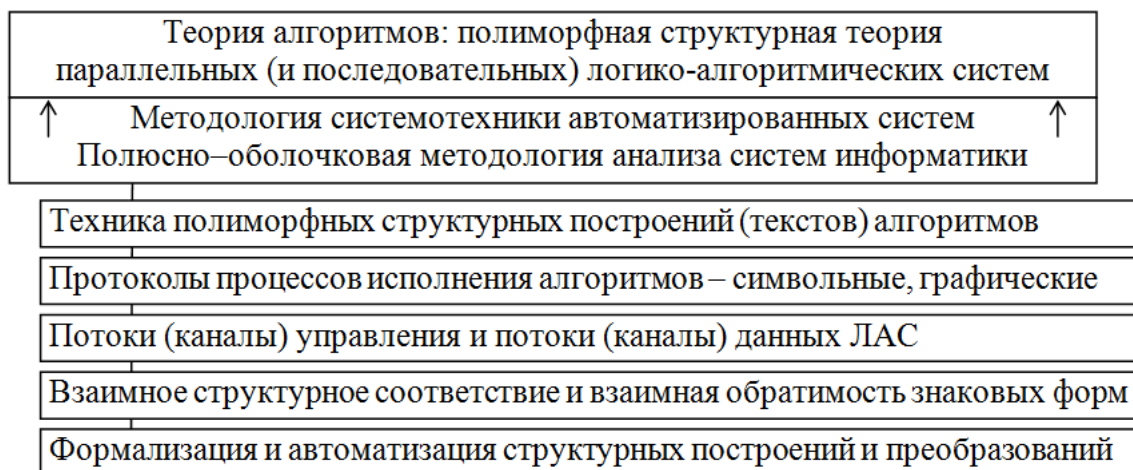 Теория алгоритмов: полиморфная структурная теория
параллельных (и последовательных) логико-алгоритмических систем
↑ Методология системотехники автоматизированных систем ↑
Полюсно–оболочковая методология анализа систем информатики
Техника полиморфных структурных построений (текстов) алгоритмов
Протоколы процессов исполнения алгоритмов – символьные, графические
Потоки (каналы) управления и потоки (каналы) данных ЛАС
Взаимное структурное соответствие и взаимная обратимость знаковых форм
Формализация и автоматизация структурных построений и преобразований